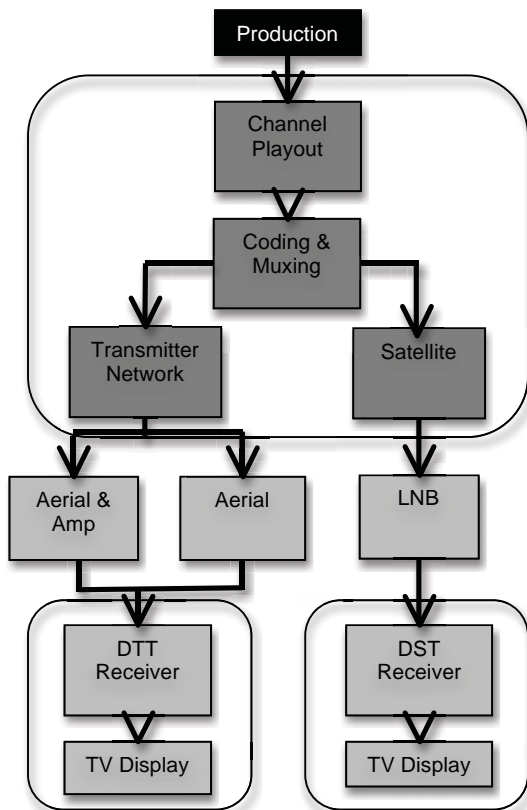 Production
Channel
Playout
Coding &
Muxing
Transmitter
Network
Satellite
Aerial &
Amp
Aerial
LNB
DTT
Receiver
DST
Receiver
TV Display
TV Display